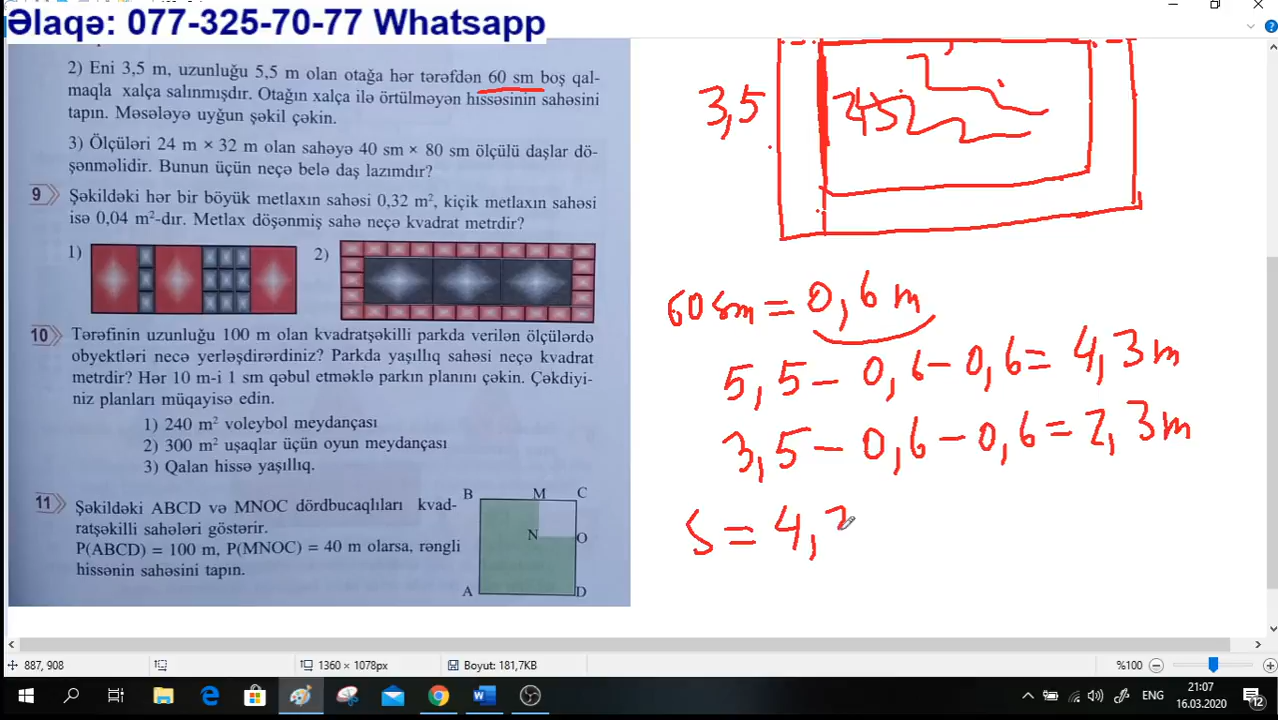 Əlaqə: 077-325-70-77 Whatsapp
2) Eni 3,5 m, uzunluğu 5,5 m olan otağa hər tərəfdən 60 sm boş qal-
maqla xalça salınmışdır. Otağın xalça ilə örtülməyən hissəsinin sahəsini
tapın. Məsələyə uyğun şəkil çəkin.
3) Ölçüləri 24 m × 32 m olan sahəyə 40 sm × 80 sm ölçülü daşlar dö-
şənməlidir. Bunun üçün neçə belə daş lazımdır?
9 Şəkildəki hər bir böyük metlaxın sahəsi 0,32 m², kiçik metlaxın sahəsi
isə 0,04 m²-dır. Metlax döşənmiş sahə neçə kvadrat metrdir?
1) 2)
10 Tərəfinin uzunluğu 100 m olan kvadratşəkilli parkda verilən ölçülərdə
obyektləri necə yerləşdirərdiniz? Parkda yaşıllıq sahəsi neçə kvadrat
metrdir? Hər 10 m-i 1 sm qəbul etməklə parkın planını çəkin. Çəkdiyi-
niz planları müqayisə edin.
1) 240 m² voleybol meydançası
2) 300 m² uşaqlar üçün oyun meydançası
3) Qalan hissə yaşıllıq.
11 Şəkildəki ABCD və MNOC dördbucaqlıları kvad-
ratşəkilli sahələri göstərir.
P(ABCD) = 100 m, P(MNOC) = 40 m olarsa, rəngli
hissənin sahəsini tapın.
B M C
N O
A D
3,5
60 sm = 0,6 m
5,5 – 0,6 – 0,6 = 4,3 m
3,5 – 0,6 – 0,6 = 2,3 m
S = 4,
887, 908
1360 × 1078px
Boyut: 181,7KB
%100
ENG
21:07
16.03.2020
12